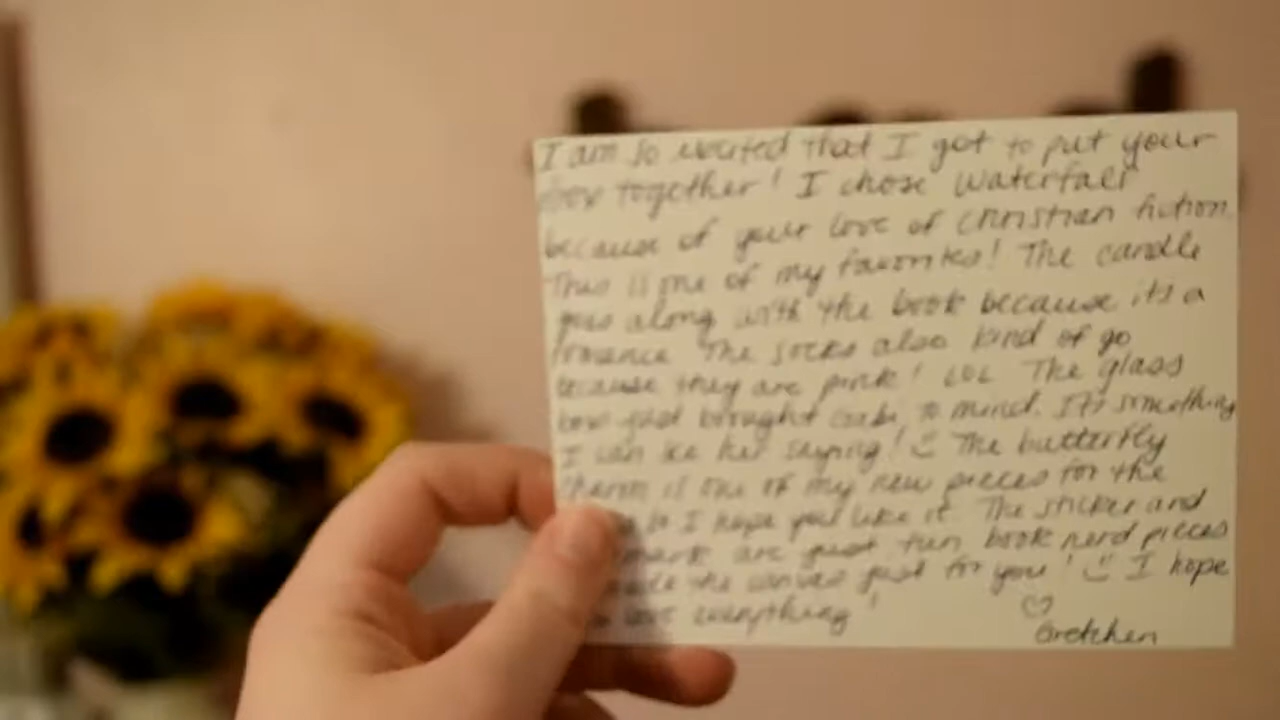 I am so excited that I got to put your
box together! I chose Waterfall
because of your love of Christian fiction.
This is one of my favorites! The candle
goes along with the book because its a
romance. The socks also kind of go
because they are pink! LOL The glass
just brought to mind. It's something
I can see her saying! The butterfly
charm is one of my new pieces for the
I hope you like it. The sticker and
are just fun book nerd pieces
the canvas just for you! I hope
love everything!
Gretchen